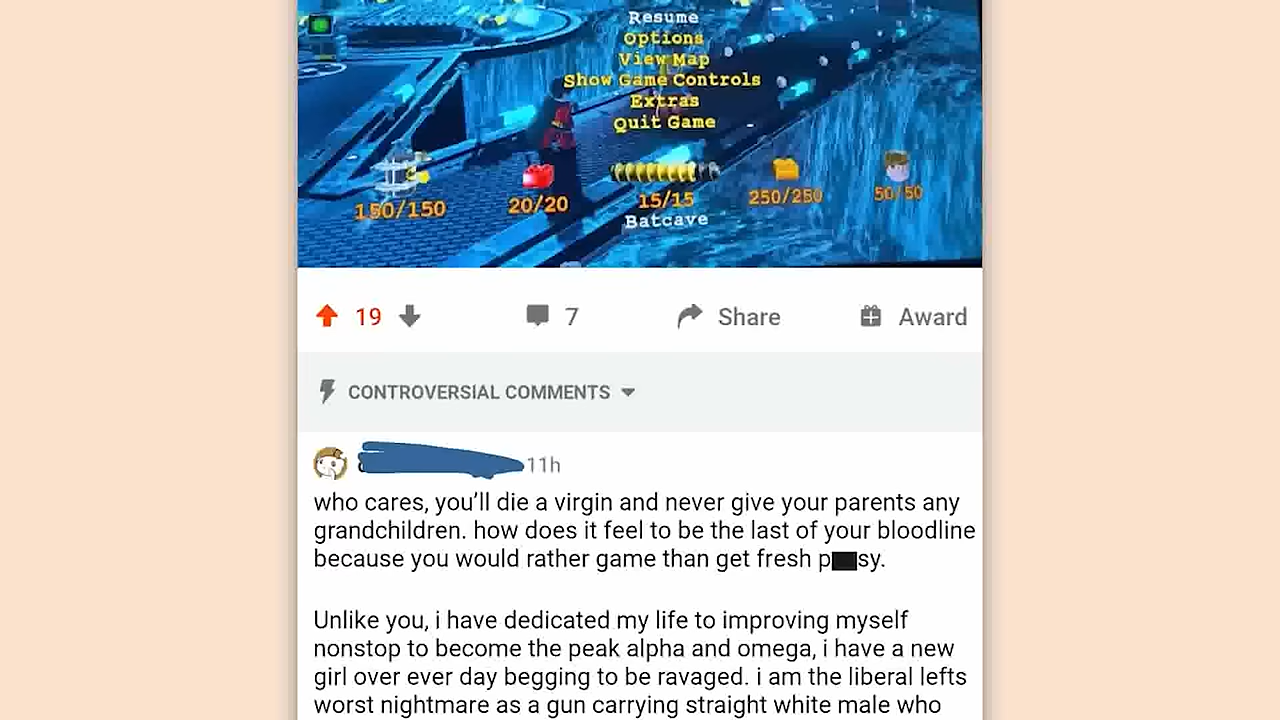 Resume
Options
View Map
Show Game Controls
Extras
Quit Game
150/150 20/20 15/15 250/250 50/50
Batcave
19 7 Share Award
CONTROVERSIAL COMMENTS
11h
who cares, you’ll die a virgin and never give your parents any
grandchildren. how does it feel to be the last of your bloodline
because you would rather game than get fresh p sy.
Unlike you, i have dedicated my life to improving myself
nonstop to become the peak alpha and omega, i have a new
girl over ever day begging to be ravaged. i am the liberal lefts
worst nightmare as a gun carrying straight white male who